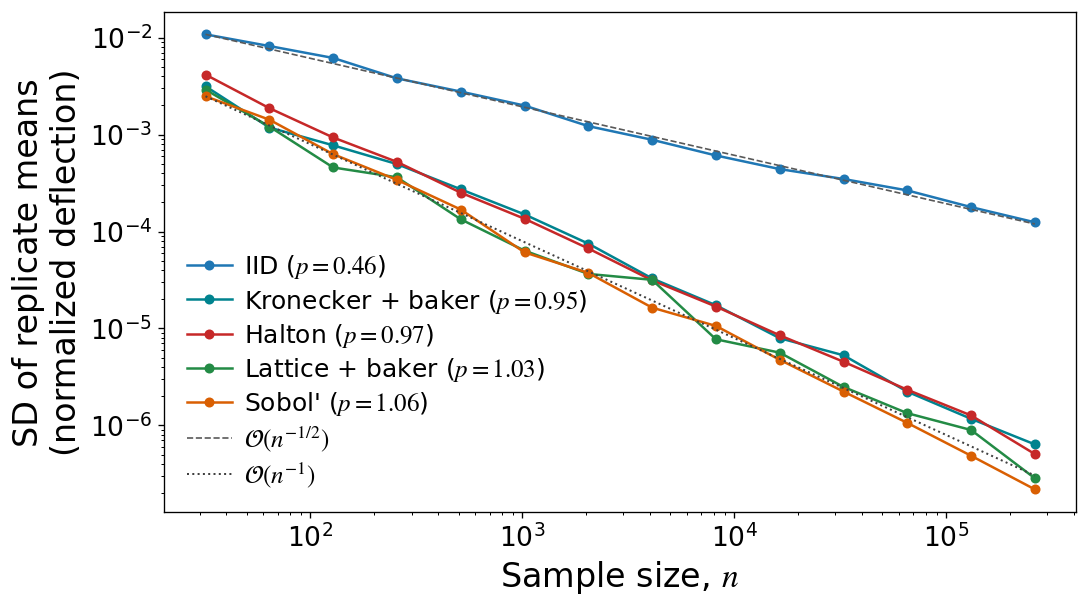 SD of replicate means
(normalized deflection)
10^{-2}
10^{-3}
10^{-4}
10^{-5}
10^{-6}
IID (p = 0.46)
Kronecker + baker (p = 0.95)
Halton (p = 0.97)
Lattice + baker (p = 1.03)
Sobol' (p = 1.06)
𝒪(n^{-1/2})
𝒪(n^{-1})
10^2 10^3 10^4 10^5
Sample size, n